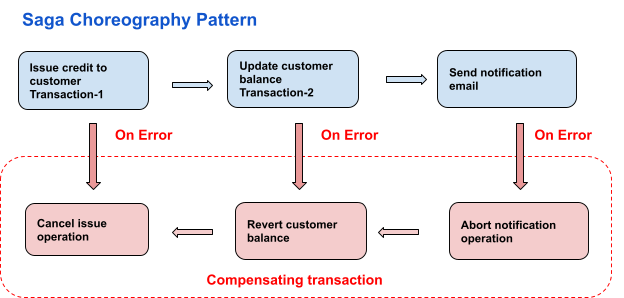 Saga Choreography Pattern
Issue credit to
customer
Transaction-1
Update customer
balance
Transaction-2
Send notification
email
On Error
On Error
On Error
Cancel issue
operation
Revert customer
balance
Abort notification
operation
Compensating transaction